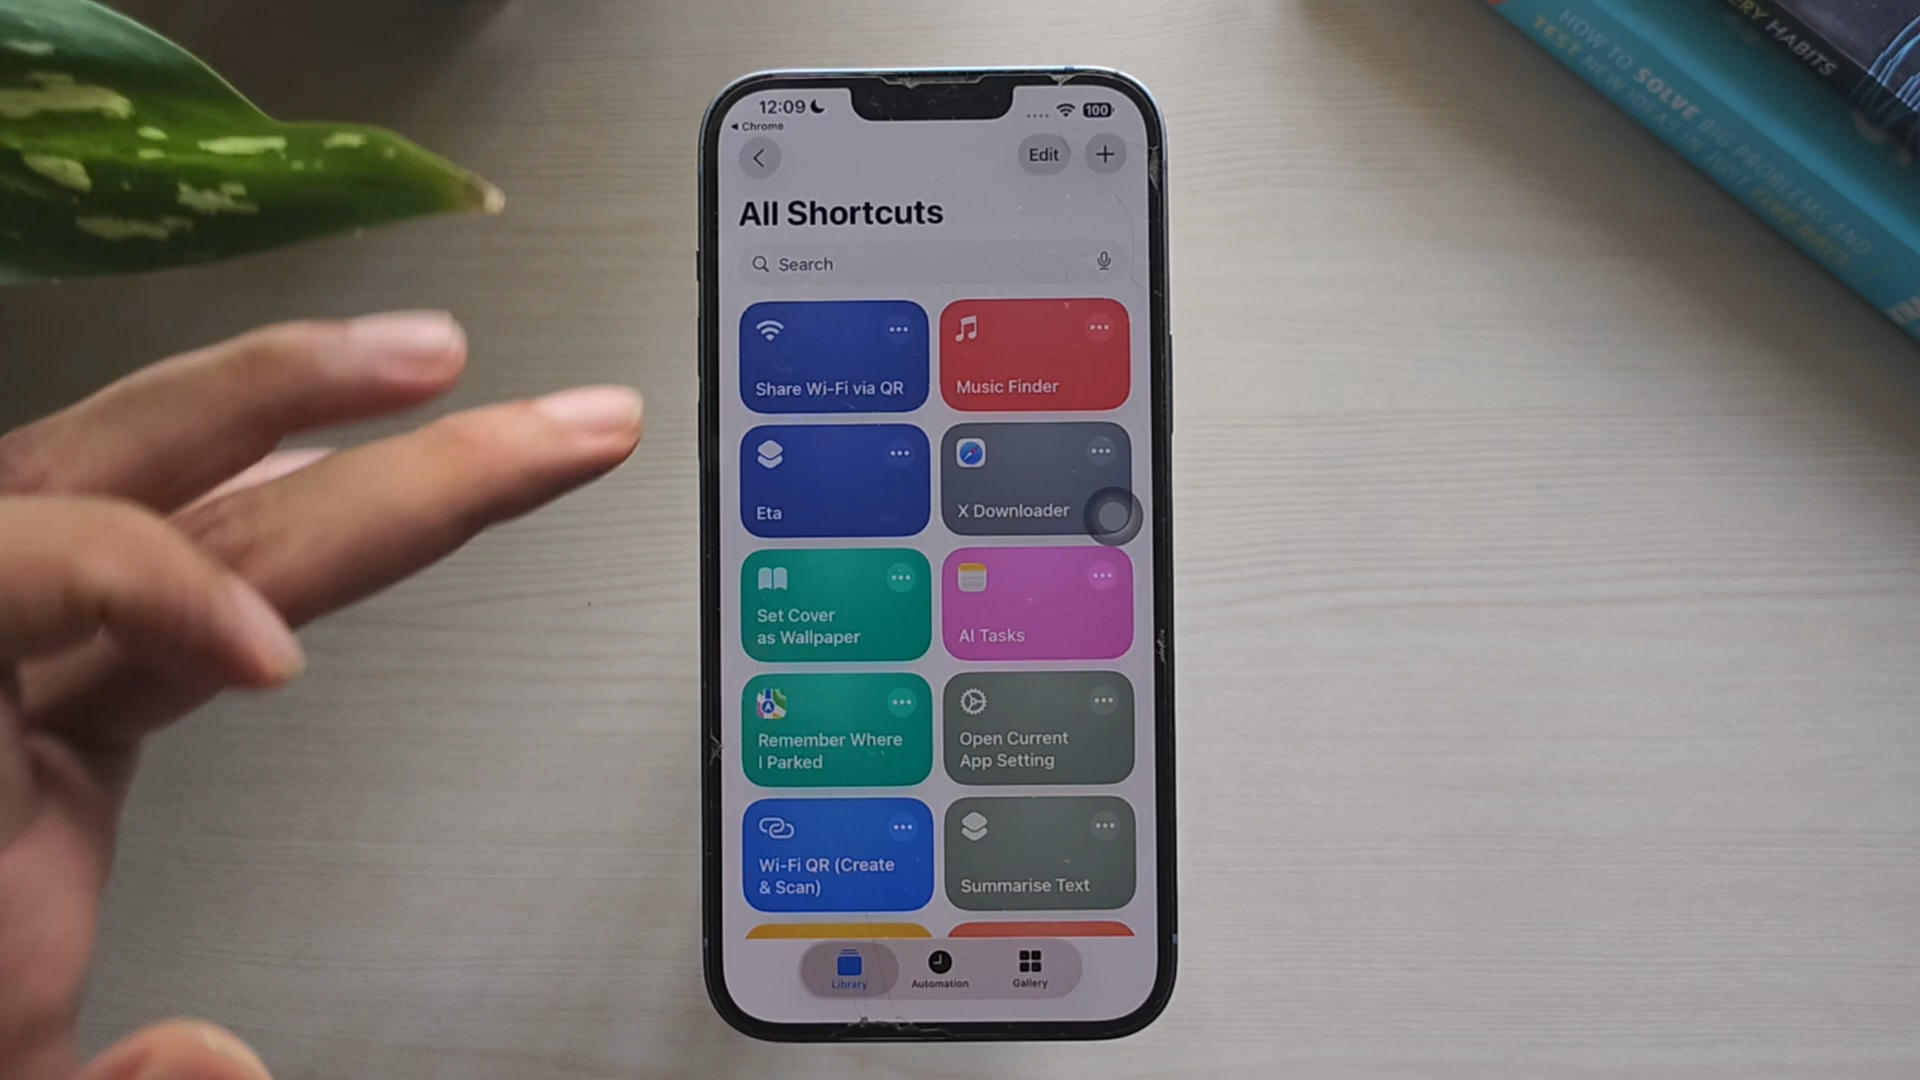 12:09
100
◀ Chrome
Edit
All Shortcuts
Search
Share Wi-Fi via QR
Music Finder
Eta
X Downloader
Set Cover
as Wallpaper
AI Tasks
Remember Where
I Parked
Open Current
App Setting
Wi-Fi QR (Create
& Scan)
Summarise Text
Library
Automation
Gallery
HOW TO SOLVE BIG PROBLEMS AND
TEST NEW IDEAS IN JUST FIVE DAYS
ERY HABITS